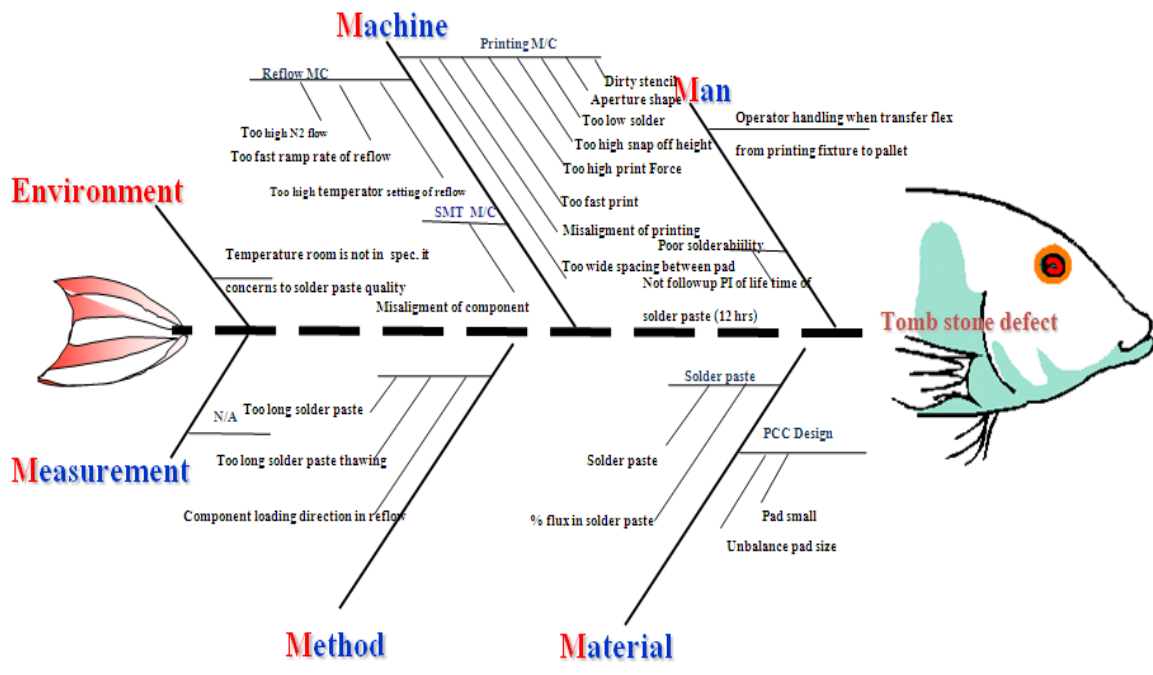 Machine
Printing M/C
Reflow MC
Dirty stencil
Man
Aperture shape
Too low solder
Operator handling when transfer flex
from printing fixture to pallet
Too high N2 flow
Too high snap off height
Too fast ramp rate of reflow
Too high print Force
Environment
Too high temperator setting of reflow
Too fast print
SMT M/C
Misaligment of printing
Poor solderabiility
Temperature room is not in spec. it
concerns to solder paste quality
Too wide spacing between pad
Not followup PI of life time of
solder paste (12 hrs)
Misaligment of component
Tomb stone defect
Solder paste
N/A
Too long solder paste
PCC Design
Too long solder paste thawing
Solder paste
Measurement
Component loading direction in reflow
% flux in solder paste
Pad small
Unbalance pad size
Method
Material